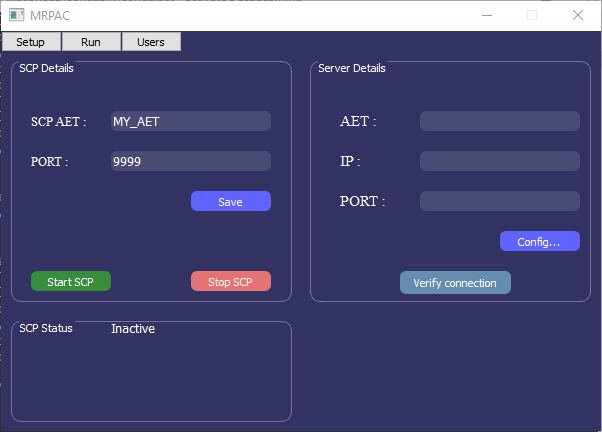 MRPAC
Setup Run Users
SCP Details
SCP AET : MY_AET
PORT : 9999
Save
Start SCP Stop SCP
Server Details
AET :
IP :
PORT :
Config...
Verify connection
SCP Status Inactive